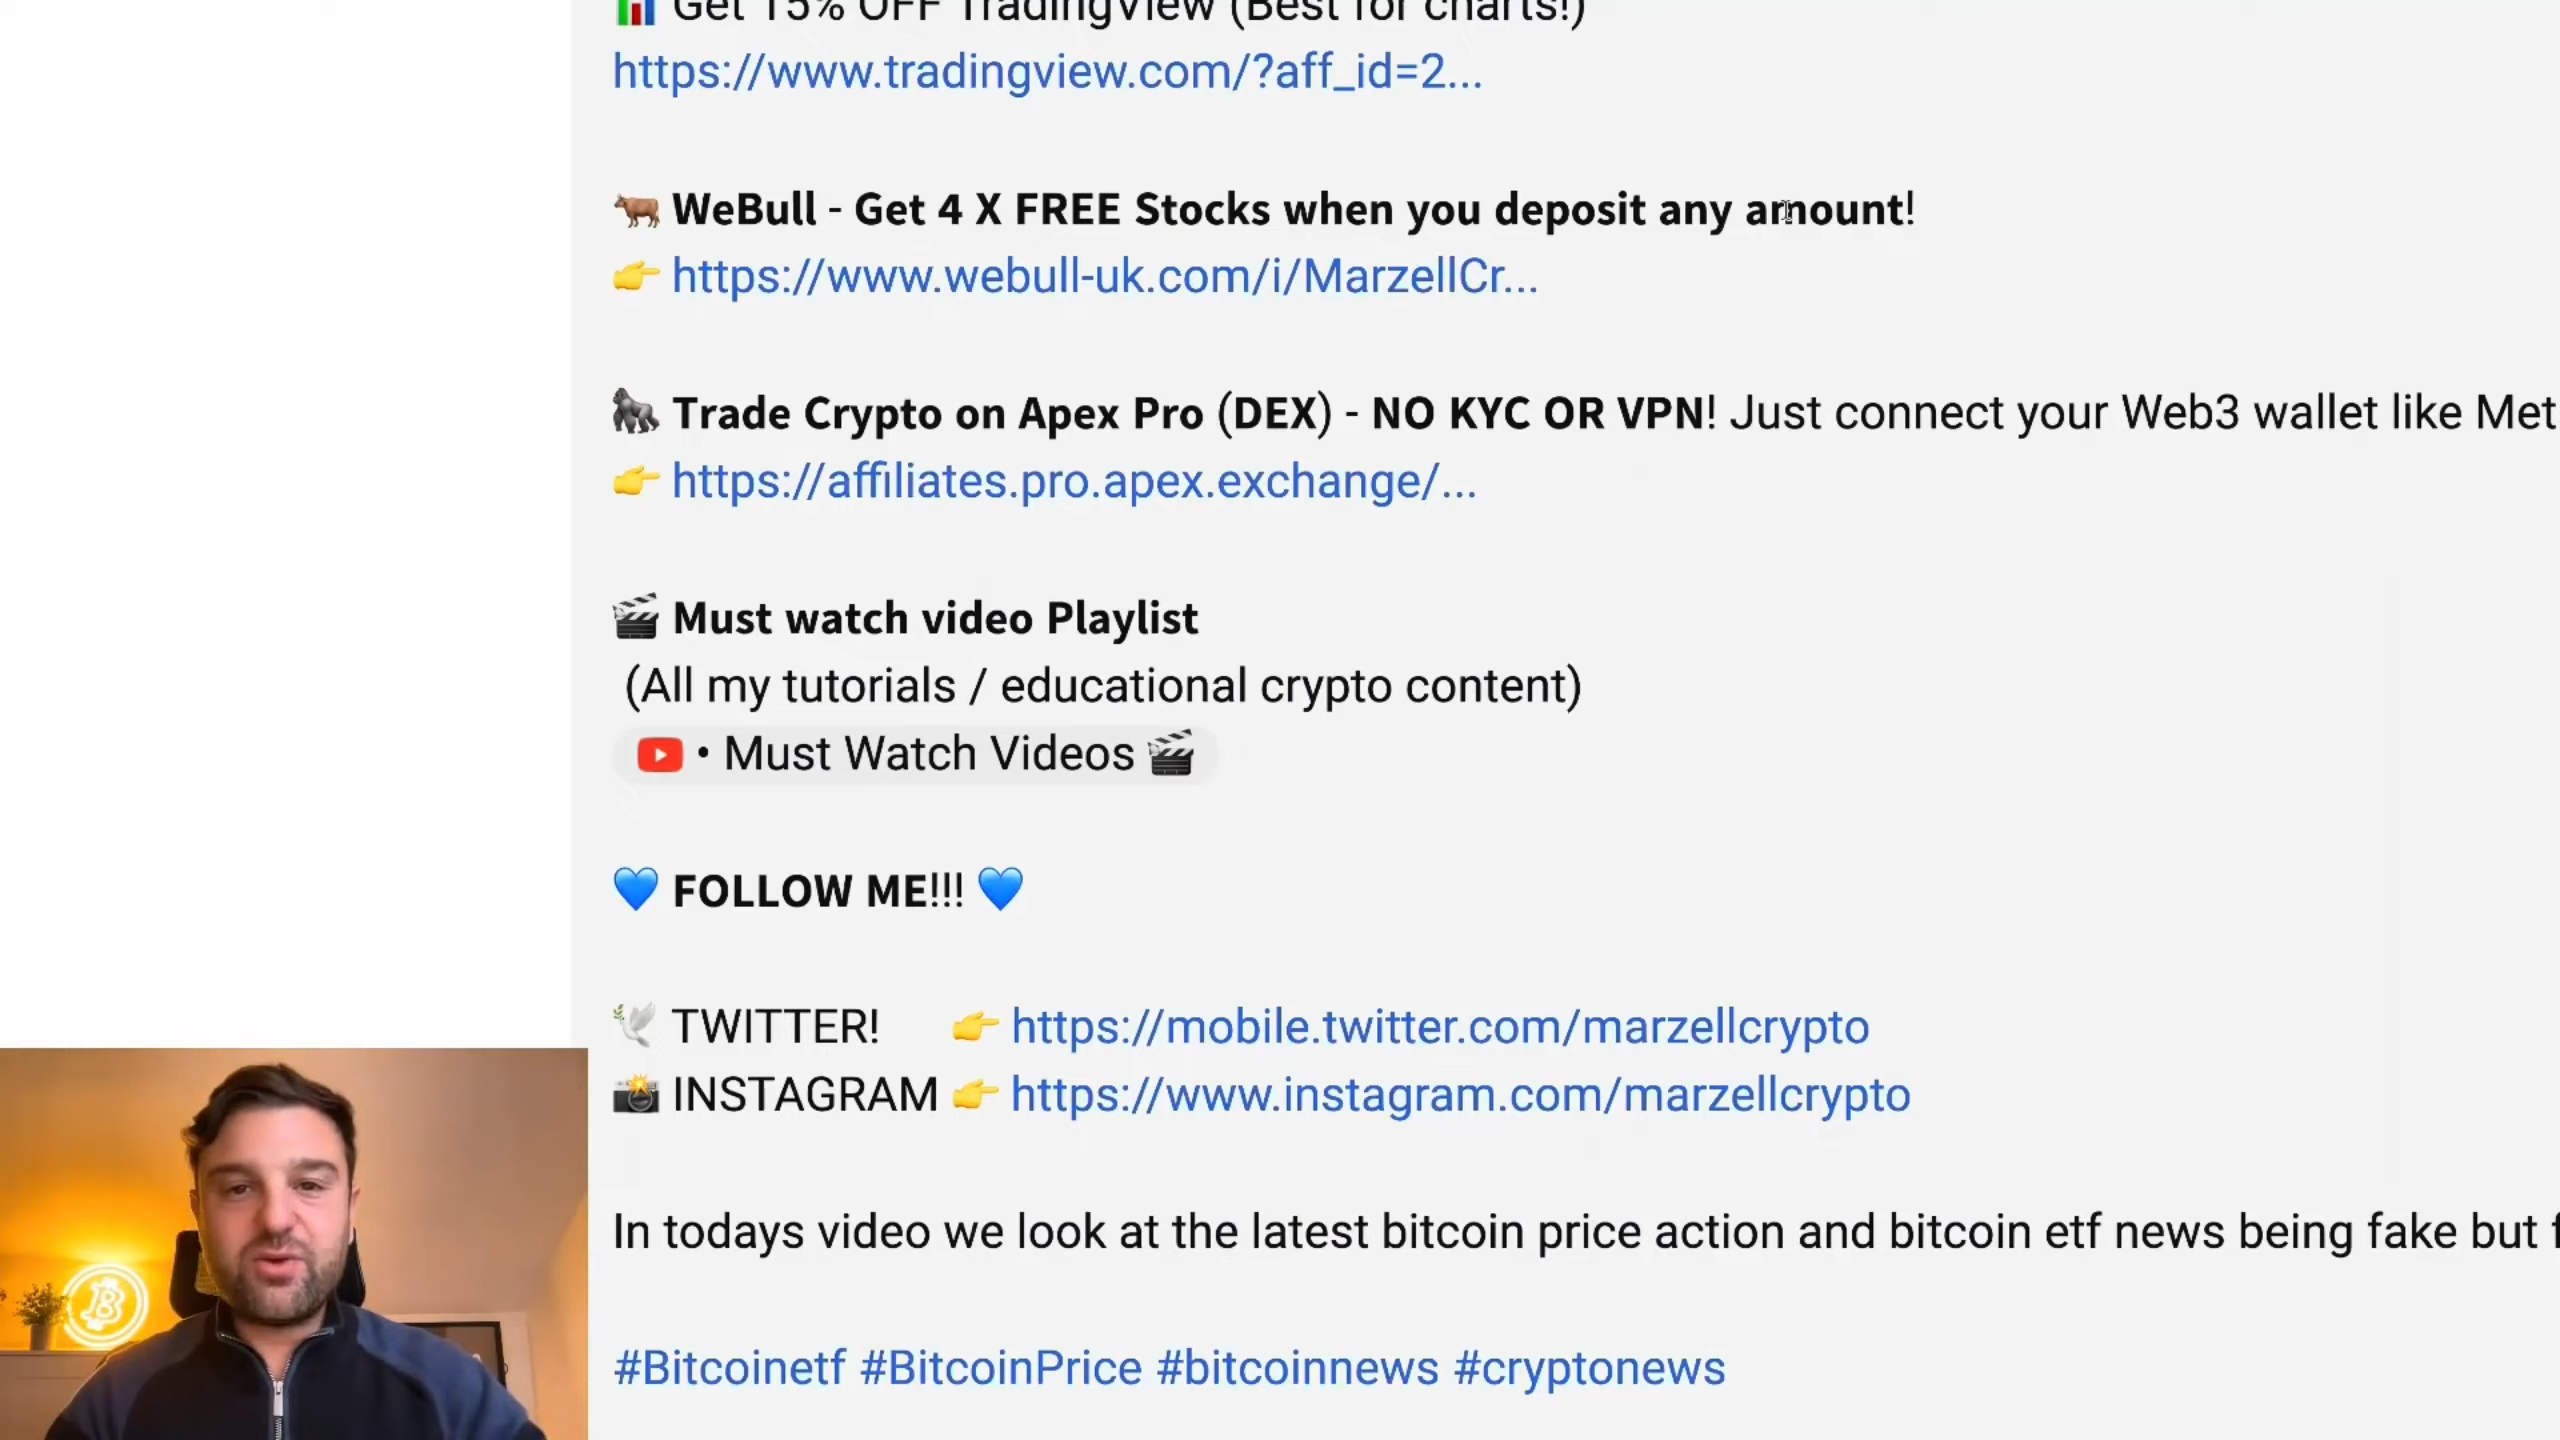 📊 Get 15% OFF TradingView (Best for charts!)
https://www.tradingview.com/?aff_id=2...
🐂 WeBull - Get 4 X FREE Stocks when you deposit any amount!
👉 https://www.webull-uk.com/i/MarzellCr...
🦍 Trade Crypto on Apex Pro (DEX) - NO KYC OR VPN! Just connect your Web3 wallet like Met
👉 https://affiliates.pro.apex.exchange/...
🎬 Must watch video Playlist
(All my tutorials / educational crypto content)
• Must Watch Videos 🎬
💙 FOLLOW ME!!! 💙
🕊 TWITTER! 👉 https://mobile.twitter.com/marzellcrypto
📸 INSTAGRAM 👉 https://www.instagram.com/marzellcrypto
In todays video we look at the latest bitcoin price action and bitcoin etf news being fake but f
#Bitcoinetf #BitcoinPrice #bitcoinnews #cryptonews